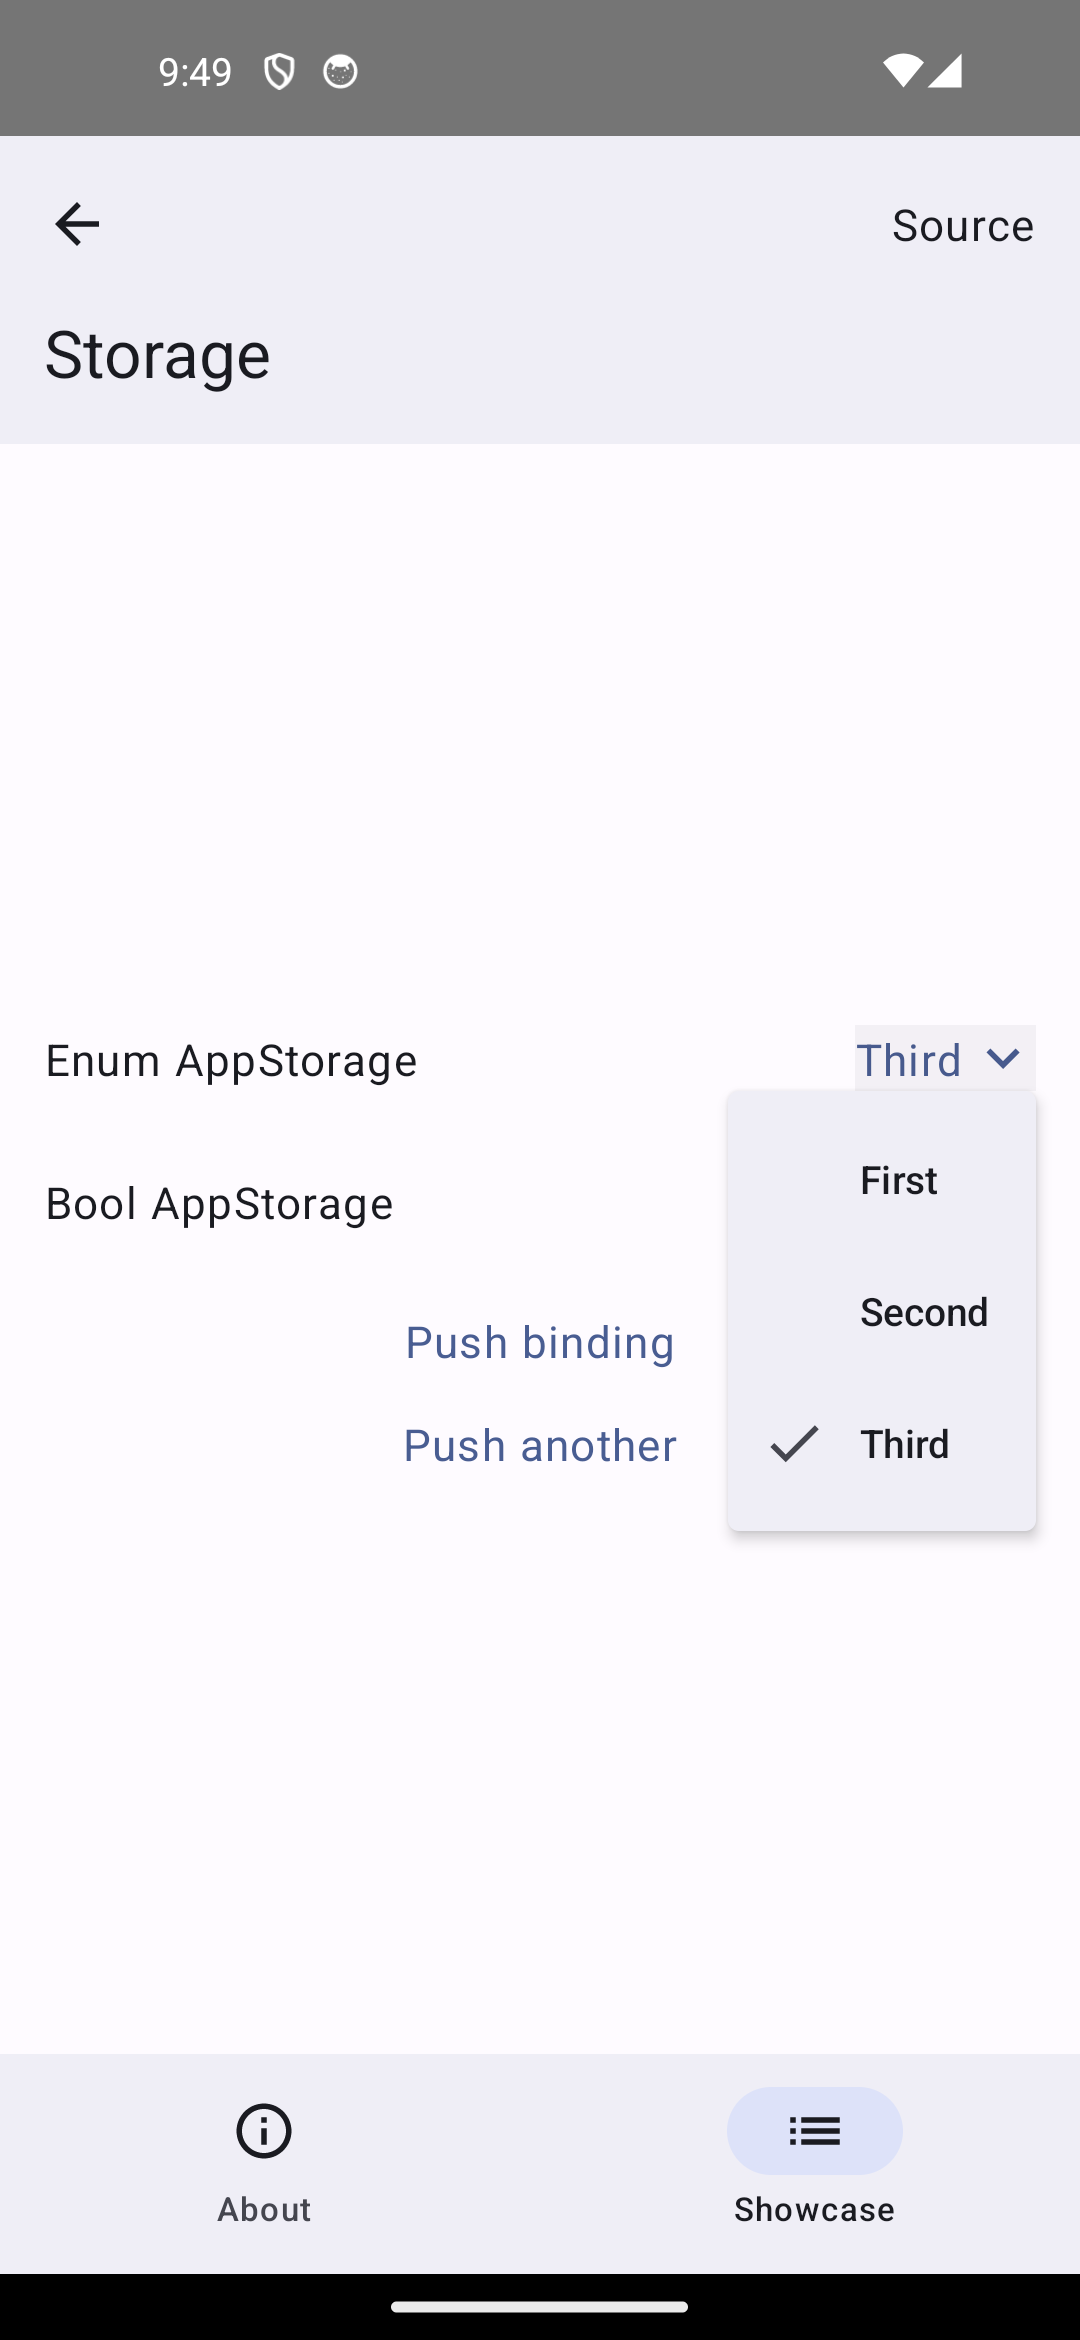 9:49
Source
Storage
Enum AppStorage
Third
First
Bool AppStorage
Second
Push binding
Push another
Third
About
Showcase